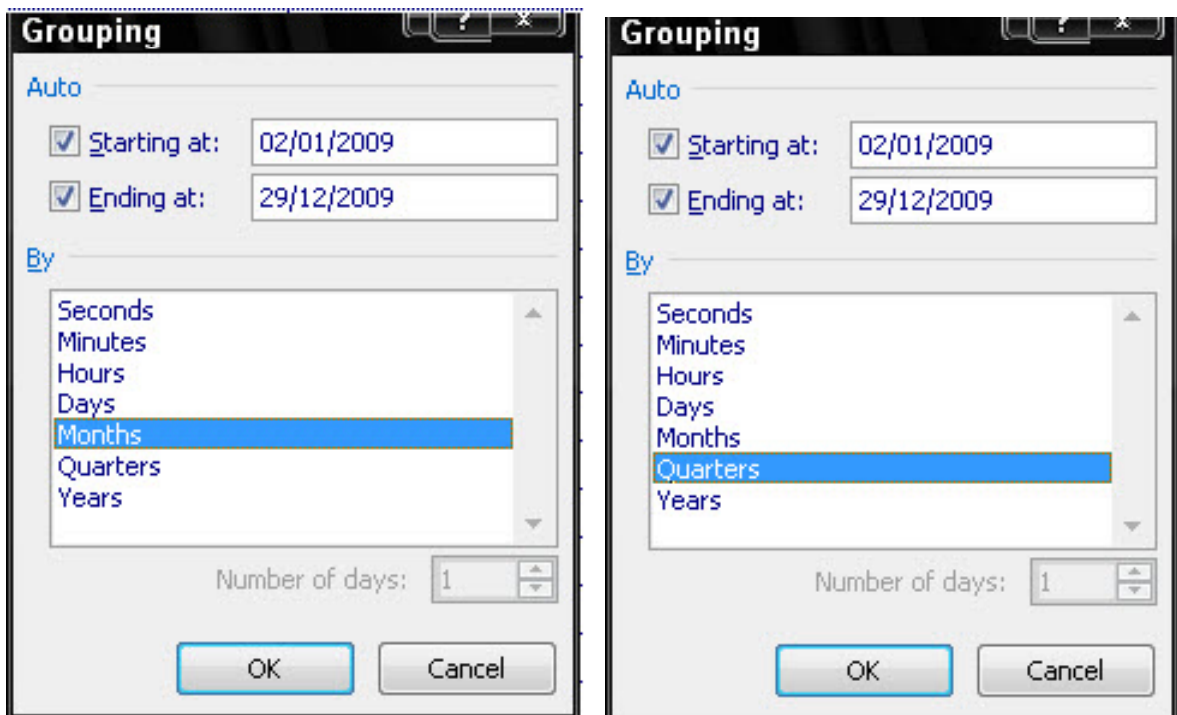 Grouping
? x
Auto
Starting at: 02/01/2009
Ending at: 29/12/2009
By
Seconds
Minutes
Hours
Days
Months
Quarters
Years
Number of days: 1
OK Cancel
Grouping
? x
Auto
Starting at: 02/01/2009
Ending at: 29/12/2009
By
Seconds
Minutes
Hours
Days
Months
Quarters
Years
Number of days: 1
OK Cancel